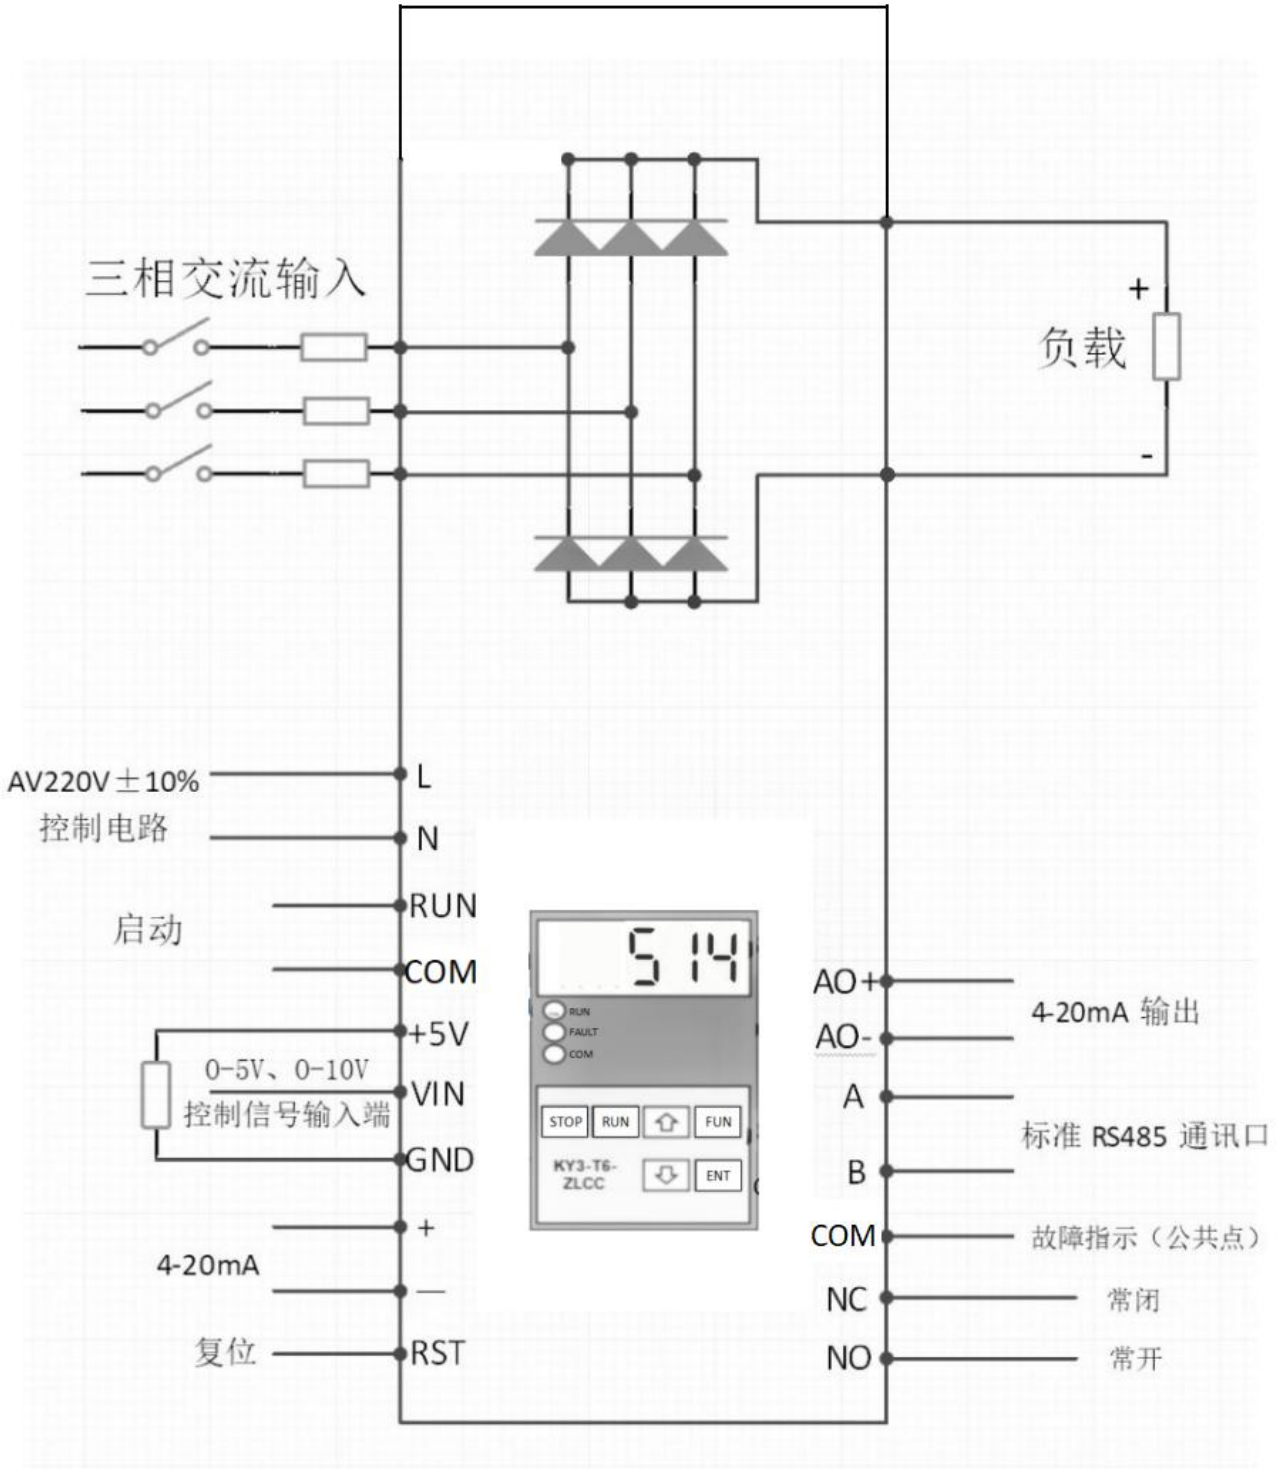 三相交流输入
+
负载
-
AV220V±10%
控制电路
L
N
启动
RUN
COM
+5V
0-5V、0-10V
控制信号输入端
VIN
GND
4-20mA
+
—
复位
RST
514
RUN
FAULT
COM
STOP RUN FUN
KY3-T6-
ZLCC
ENT
AO+
AO-
4-20mA 输出
A
B
标准 RS485 通讯口
COM 故障指示（公共点）
NC 常闭
NO 常开